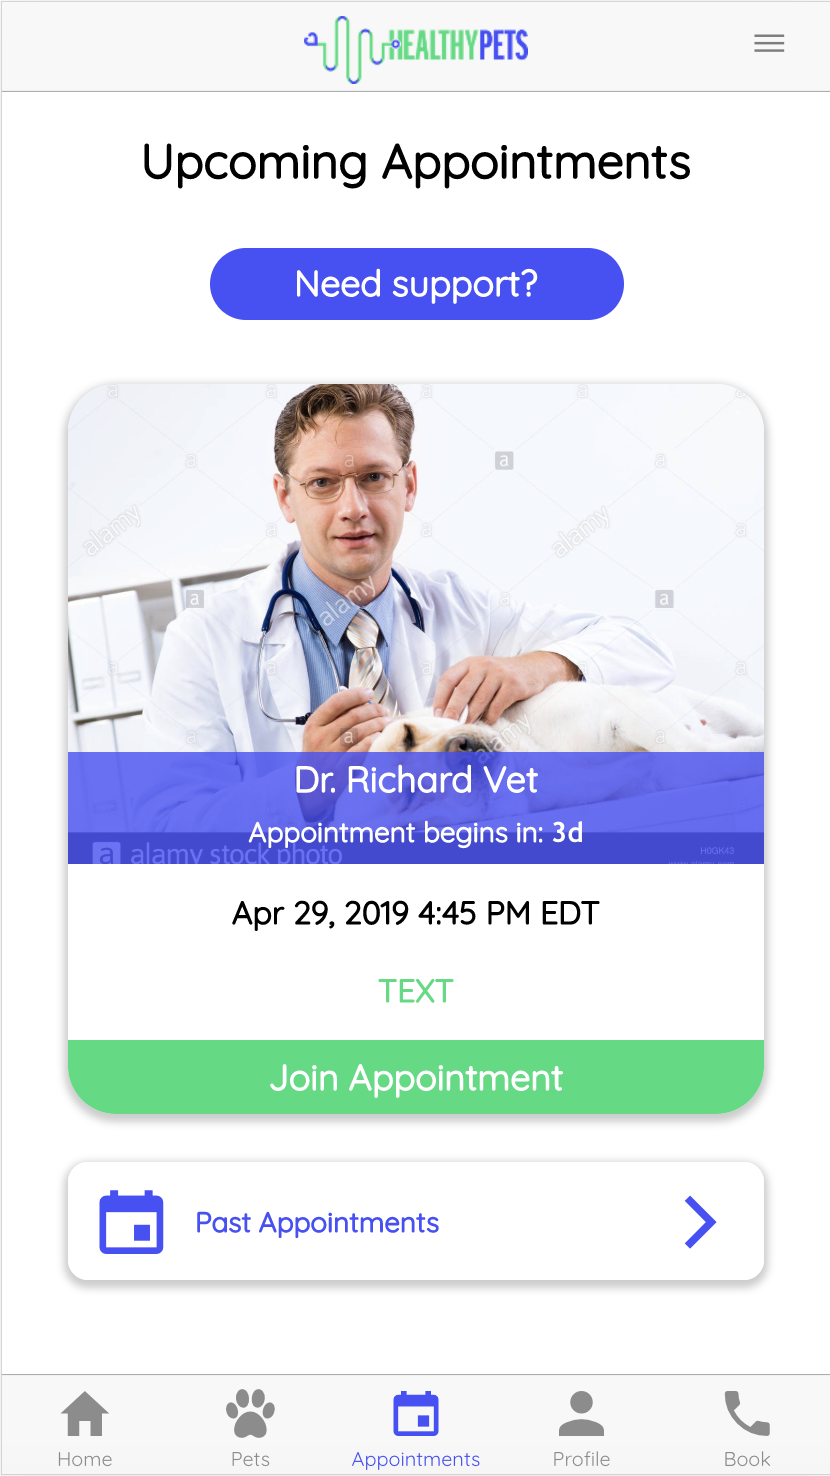 HEALTHYPETS
Upcoming Appointments
Need support?
a
alamy
alamy
a
a
alamy
alamy
Dr. Richard Vet
Appointment begins in: 3d
a alamy stock photo
H0GK43
Apr 29, 2019 4:45 PM EDT
TEXT
Join Appointment
Past Appointments
Home Pets Appointments Profile Book